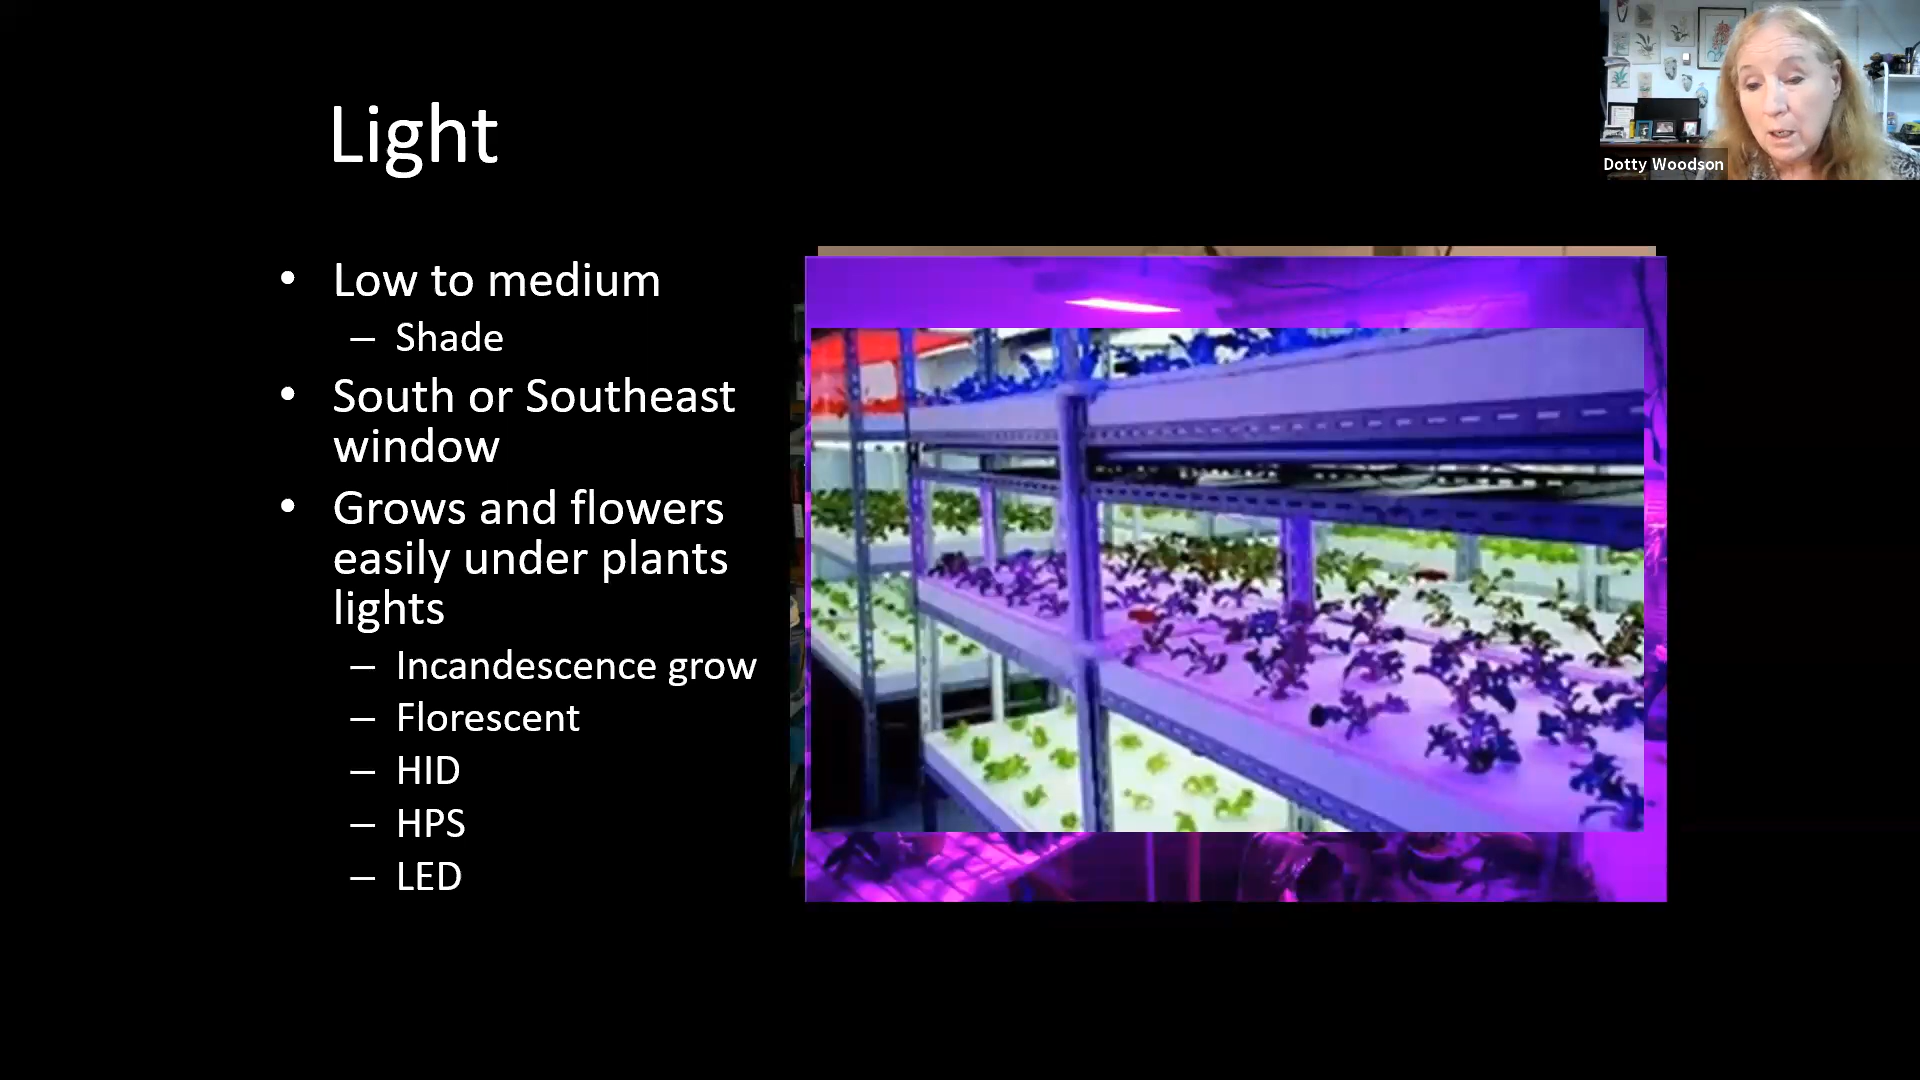 Light
• Low to medium
– Shade
• South or Southeast
window
• Grows and flowers
easily under plants
lights
– Incandescence grow
– Florescent
– HID
– HPS
– LED
Dotty Woodson